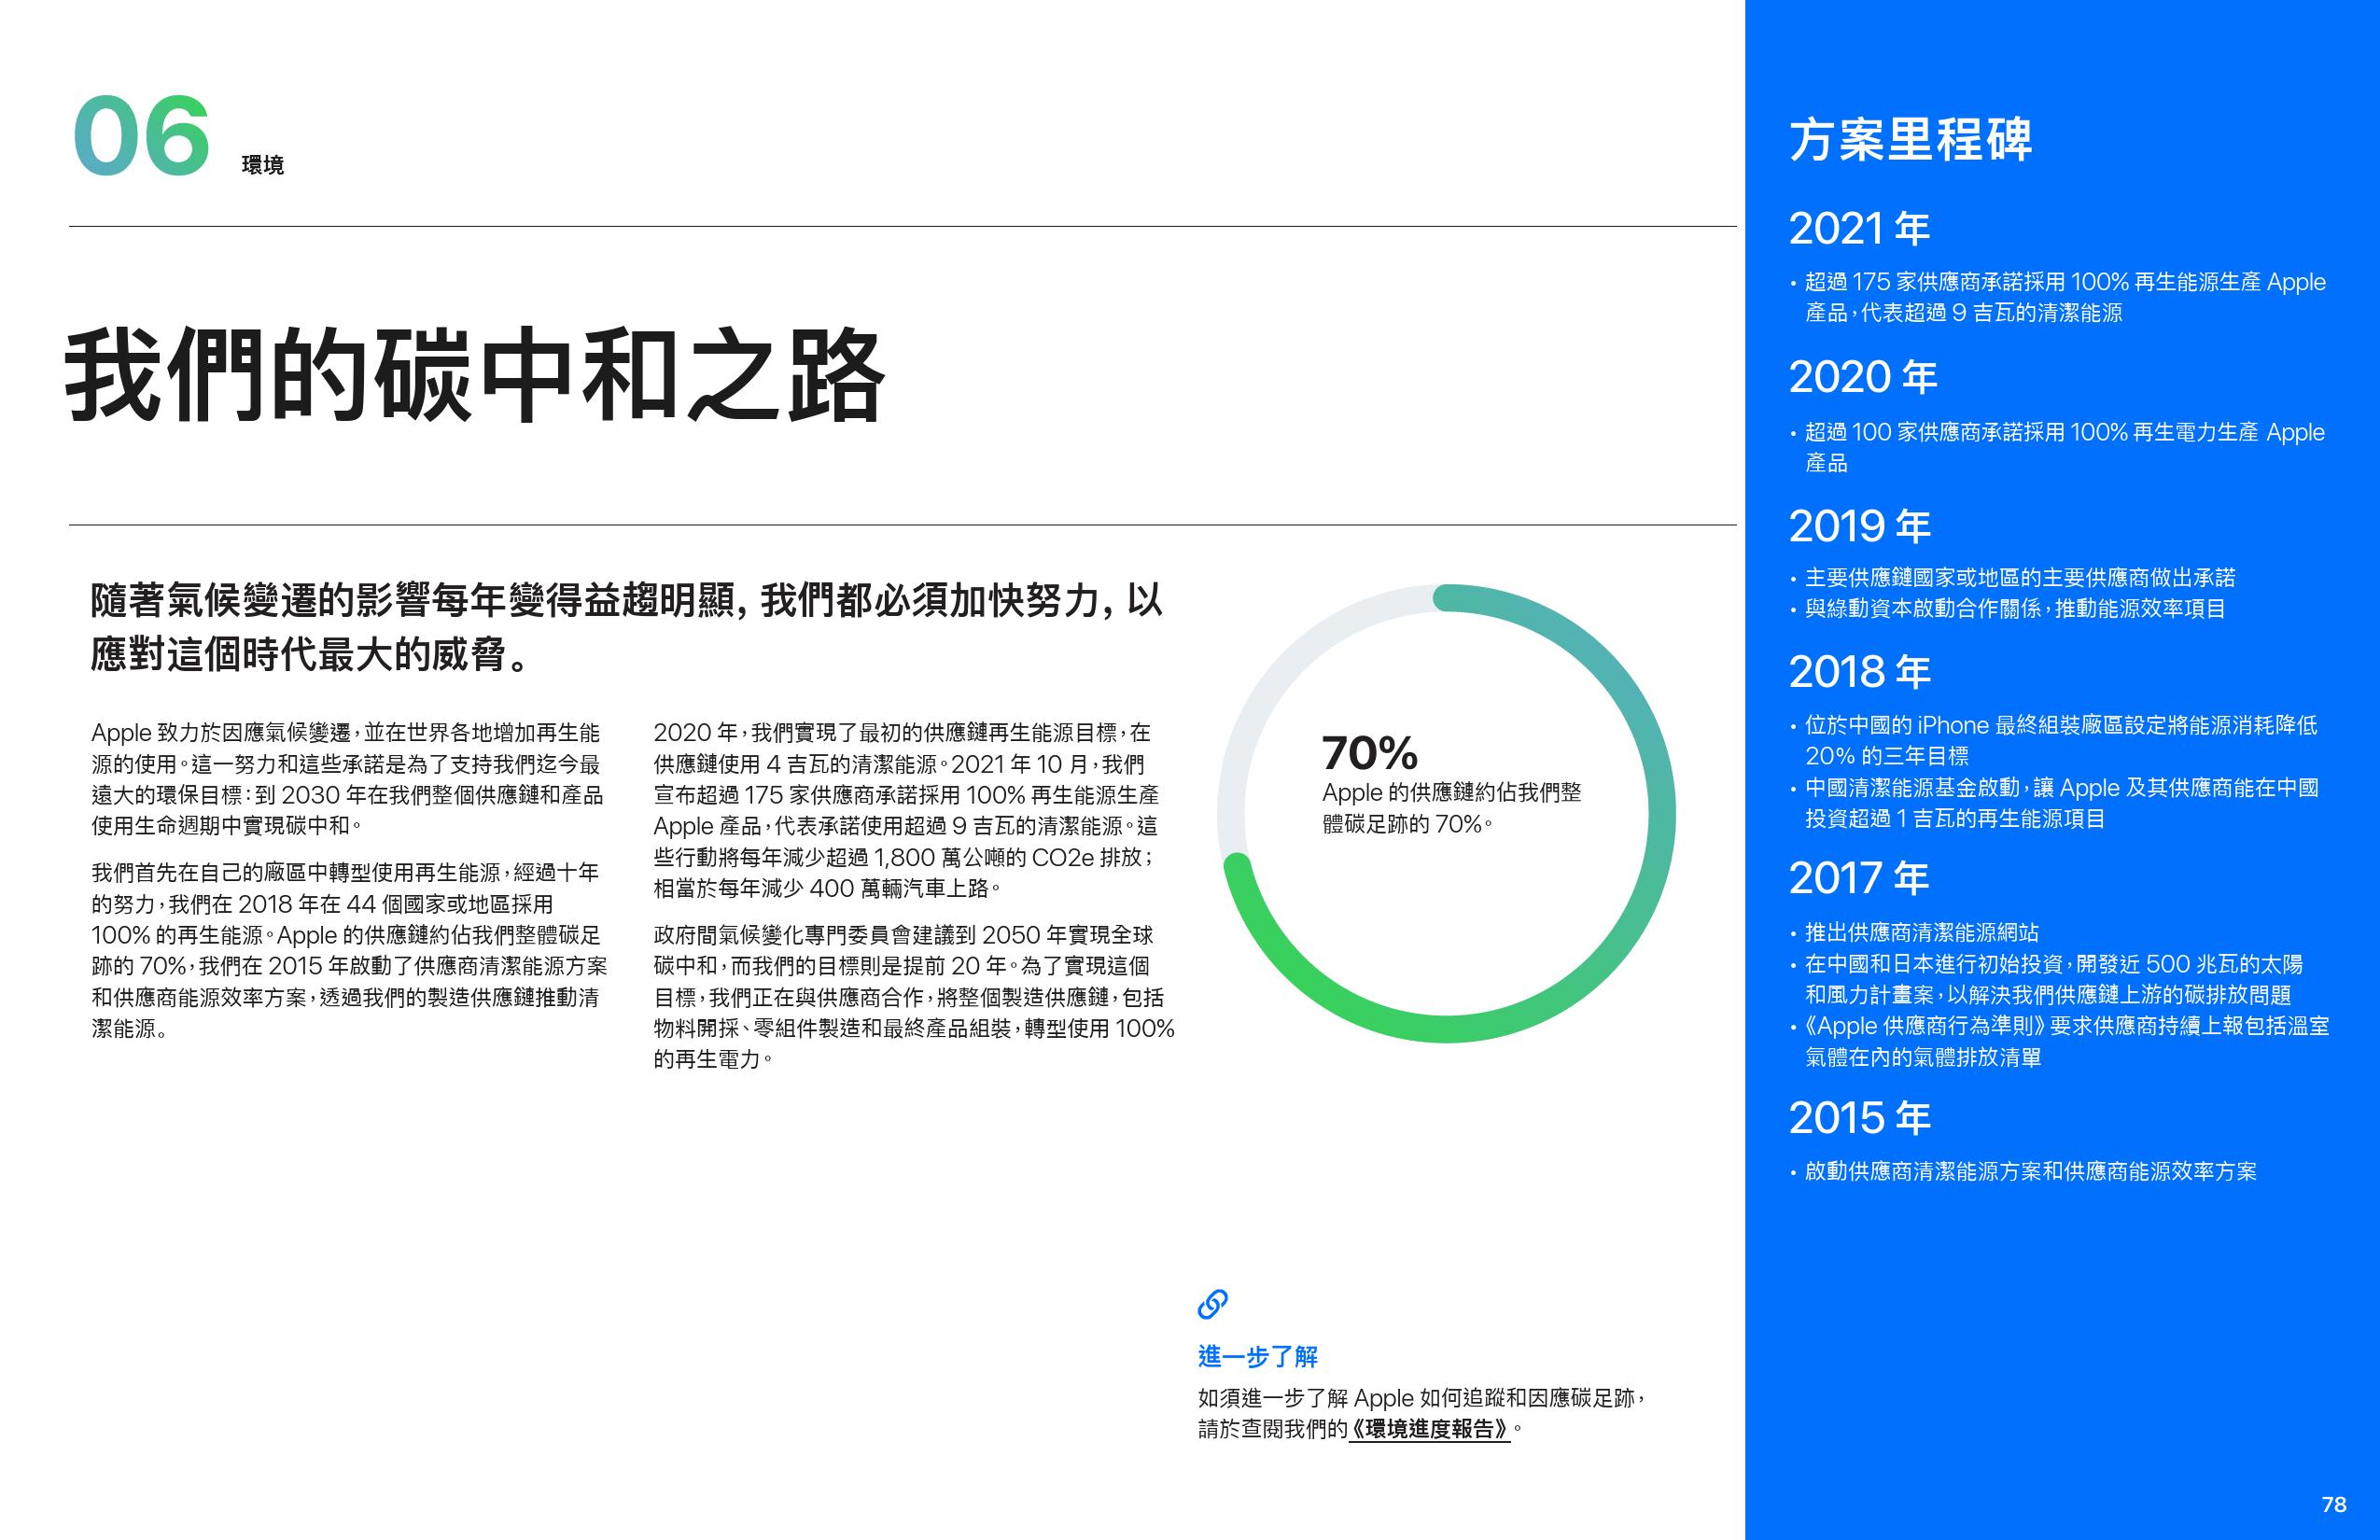 06
環境
我們的碳中和之路
隨著氣候變遷的影響每年變得益趨明顯，我們都必須加快努力，以
應對這個時代最大的威脅。
Apple 致力於因應氣候變遷，並在世界各地增加再生能
源的使用。這一努力和這些承諾是為了支持我們迄今最
遠大的環保目標：到 2030 年在我們整個供應鏈和產品
使用生命週期中實現碳中和。
我們首先在自己的廠區中轉型使用再生能源，經過十年
的努力，我們在 2018 年在 44 個國家或地區採用
100% 的再生能源。Apple 的供應鏈約佔我們整體碳足
跡的 70%，我們在 2015 年啟動了供應商清潔能源方案
和供應商能源效率方案，透過我們的製造供應鏈推動清
潔能源。
2020 年，我們實現了最初的供應鏈再生能源目標，在
供應鏈使用 4 吉瓦的清潔能源。2021 年 10 月，我們
宣布超過 175 家供應商承諾採用 100% 再生能源生產
Apple 產品，代表承諾使用超過 9 吉瓦的清潔能源。這
些行動將每年減少超過 1,800 萬公噸的 CO2e 排放；
相當於每年減少 400 萬輛汽車上路。
政府間氣候變化專門委員會建議到 2050 年實現全球
碳中和，而我們的目標則是提前 20 年。為了實現這個
目標，我們正在與供應商合作，將整個製造供應鏈，包括
物料開採、零組件製造和最終產品組裝，轉型使用 100%
的再生電力。
70%
Apple 的供應鏈約佔我們整
體碳足跡的 70%。
進一步了解
如須進一步了解 Apple 如何追蹤和因應碳足跡，
請於查閱我們的《環境進度報告》。
方案里程碑
2021 年
• 超過 175 家供應商承諾採用 100% 再生能源生產 Apple
產品，代表超過 9 吉瓦的清潔能源
2020 年
• 超過 100 家供應商承諾採用 100% 再生電力生產 Apple
產品
2019 年
• 主要供應鏈國家或地區的主要供應商做出承諾
• 與綠動資本啟動合作關係，推動能源效率項目
2018 年
• 位於中國的 iPhone 最終組裝廠區設定將能源消耗降低
20% 的三年目標
• 中國清潔能源基金啟動，讓 Apple 及其供應商能在中國
投資超過 1 吉瓦的再生能源項目
2017 年
• 推出供應商清潔能源網站
• 在中國和日本進行初始投資，開發近 500 兆瓦的太陽
和風力計畫案，以解決我們供應鏈上游的碳排放問題
• 《Apple 供應商行為準則》要求供應商持續上報包括溫室
氣體在內的氣體排放清單
2015 年
• 啟動供應商清潔能源方案和供應商能源效率方案
78